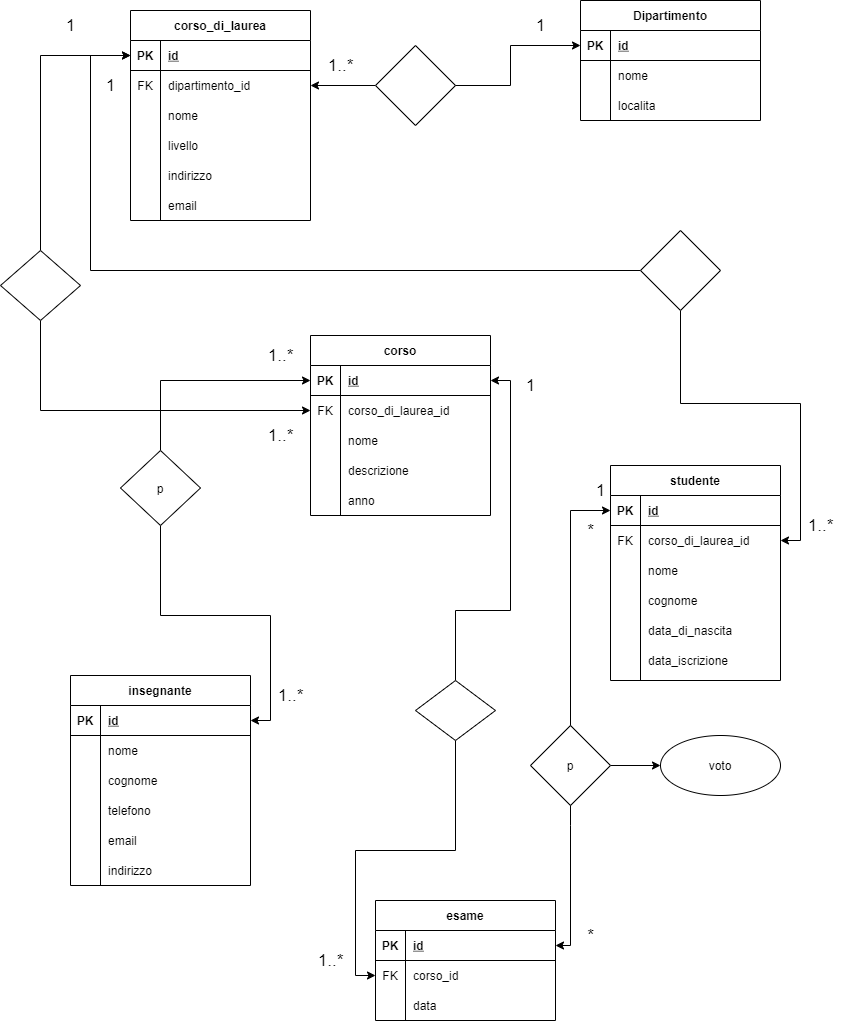 corso_di_laurea
PK id
FK dipartimento_id
nome
livello
indirizzo
email
1
1
1..*
1
Dipartimento
PK id
nome
localita
corso
PK id
FK corso_di_laurea_id
nome
descrizione
anno
1..*
1..*
1
p
studente
PK id
FK corso_di_laurea_id
nome
cognome
data_di_nascita
data_iscrizione
1
*
1..*
insegnante
PK id
nome
cognome
telefono
email
indirizzo
1..*
p
voto
esame
PK id
FK corso_id
data
1..*
*